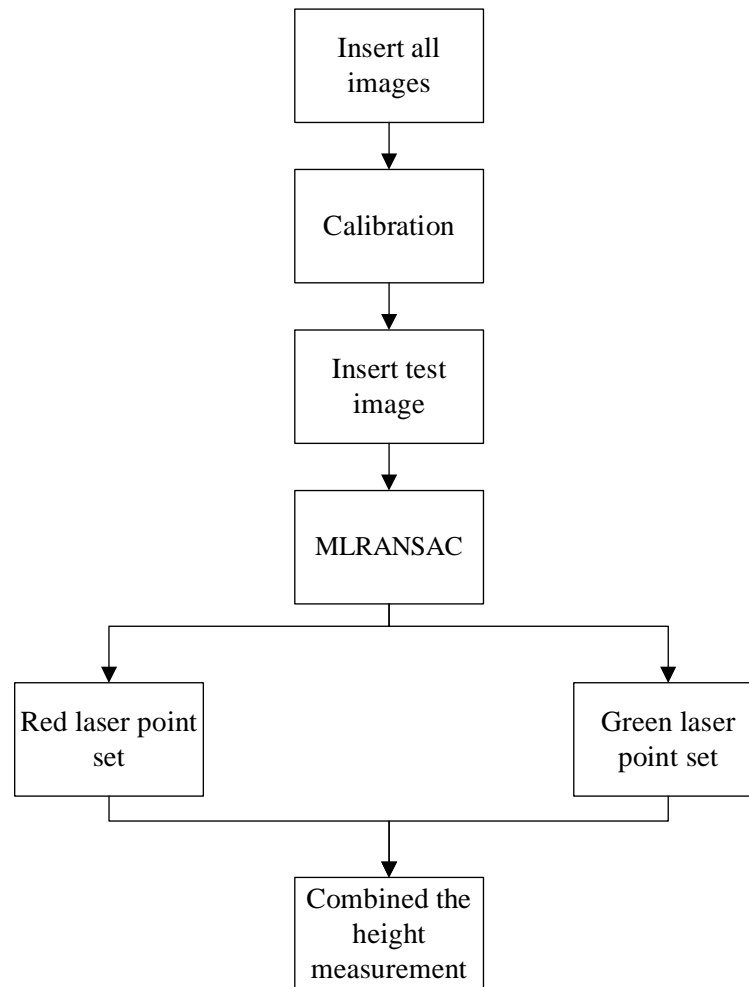 Insert all
images
Calibration
Insert test
image
MLRANSAC
Red laser point
set
Green laser
point set
Combined the
height
measurement